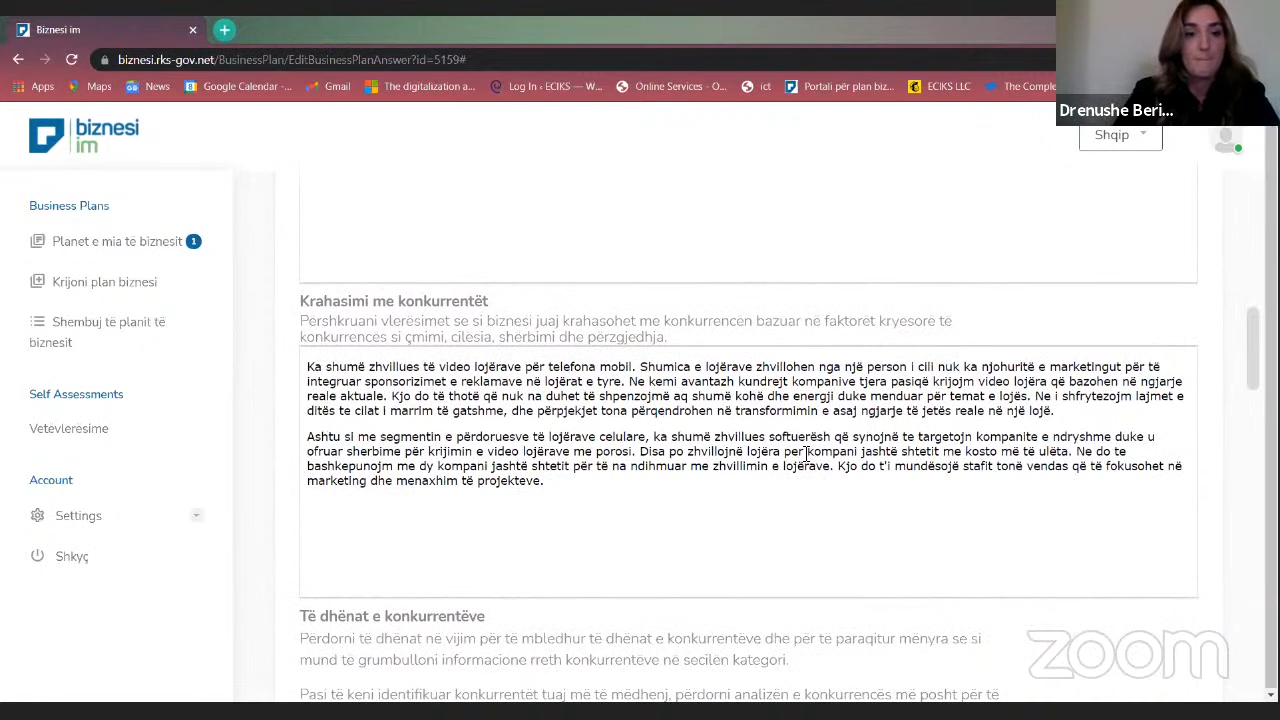 Biznesi im
biznesi.rks-gov.net/BusinessPlan/EditBusinessPlanAnswer?id=5159#
Apps
Maps
News
Google Calendar -...
Gmail
The digitalization a...
Log In ‹ ECIKS — W...
Online Services - O...
ict
Portali për plan biz...
ECIKS LLC
The Comple
Drenushe Beri...
biznesi
im
Shqip
Business Plans
Planet e mia të biznesit 1
Krijoni plan biznesi
Shembuj të planit të
biznesit
Self Assessments
Vetëvlerësime
Account
Settings
Shkyç
Krahasimi me konkurrentët
Përshkruani vlerësimet se si biznesi juaj krahasohet me konkurrencën bazuar në faktorët kryesorë të
konkurrencës si çmimi, cilësia, shërbimi dhe përzgjedhja.
Ka shumë zhvillues të video lojërave për telefona mobil. Shumica e lojërave zhvillohen nga një person i cili nuk ka njohuritë e marketingut për të
integruar sponsorizimet e reklamave në lojërat e tyre. Ne kemi avantazh kundrejt kompanive tjera pasiqë krijojm video lojëra që bazohen në ngjarje
reale aktuale. Kjo do të thotë që nuk na duhet të shpenzojmë aq shumë kohë dhe energji duke menduar për temat e lojës. Ne i shfrytezojm lajmet e
ditës te cilat i marrim të gatshme, dhe përpjekjet tona përqendrohen në transformimin e asaj ngjarje të jetës reale në një lojë.
Ashtu si me segmentin e përdoruesve të lojërave celulare, ka shumë zhvillues softuerësh që synojnë te targetojn kompanite e ndryshme duke u
ofruar sherbime për krijimin e video lojërave me porosi. Disa po zhvillojnë lojëra per kompani jashtë shtetit me kosto më të ulëta. Ne do te
bashkepunojm me dy kompani jashtë shtetit për të na ndihmuar me zhvillimin e lojërave. Kjo do t'i mundësojë stafit tonë vendas që të fokusohet në
marketing dhe menaxhim të projekteve.
Të dhënat e konkurrentëve
Përdorni të dhënat në vijim për të mbledhur të dhënat e konkurrentëve dhe për të paraqitur mënyra se si
mund të grumbulloni informacione rreth konkurrentëve në secilën kategori.
Pasi të keni identifikuar konkurrentët tuaj më të mëdhenj, përdorni analizën e konkurrencës më poshtë për të
zoom